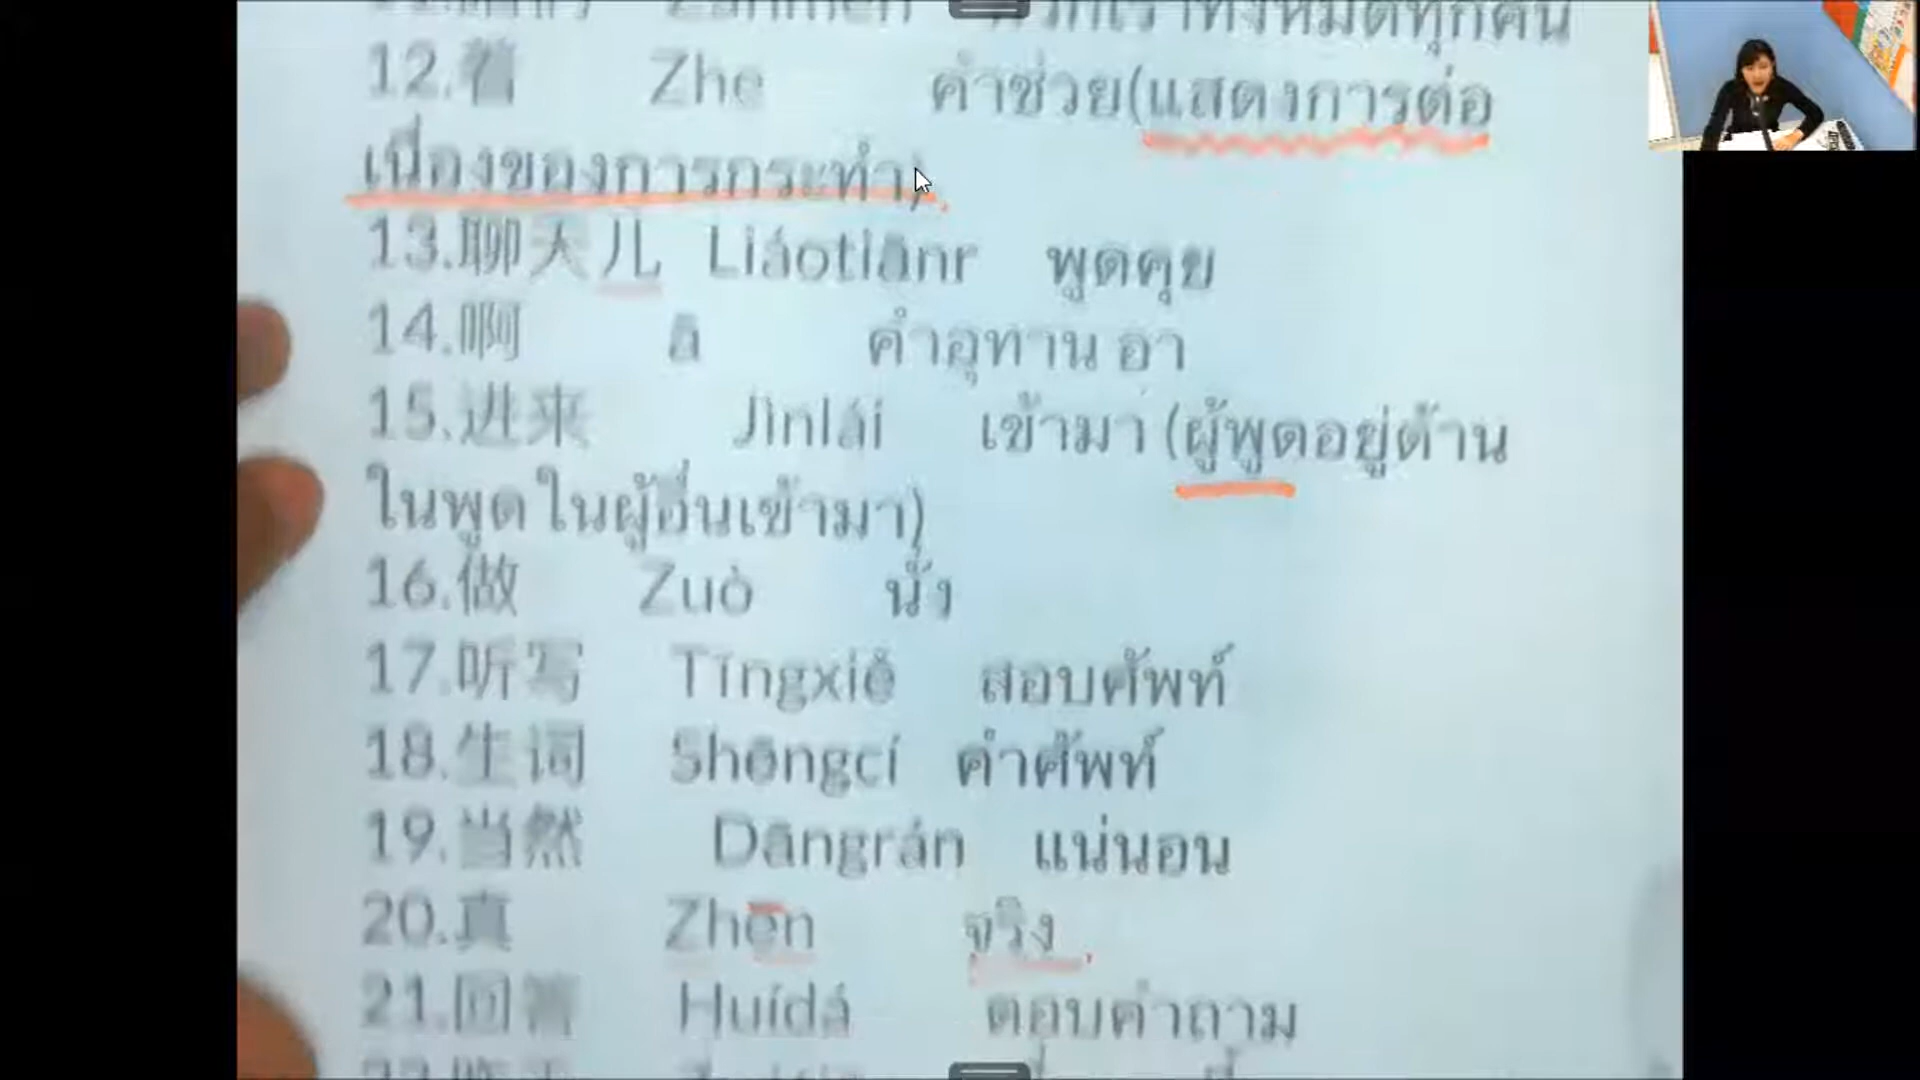 12.着 Zhe คำช่วย(แสดงการต่อ
เนื่องของการกระทำ)
13.聊天儿 Liáotiānr พูดคุย
14.啊 ā คำอุทาน อา
15.进来 Jìnlái เข้ามา (ผู้พูดอยู่ด้าน
ในพูดในผู้อื่นเข้ามา)
16.做 Zuò นั่ง
17.听写 Tīngxiě สอบศัพท์
18.生词 Shēngcí คำศัพท์
19.当然 Dāngrán แน่นอน
20.真 Zhēn จริง
21.回答 Huídá ตอบคำถาม